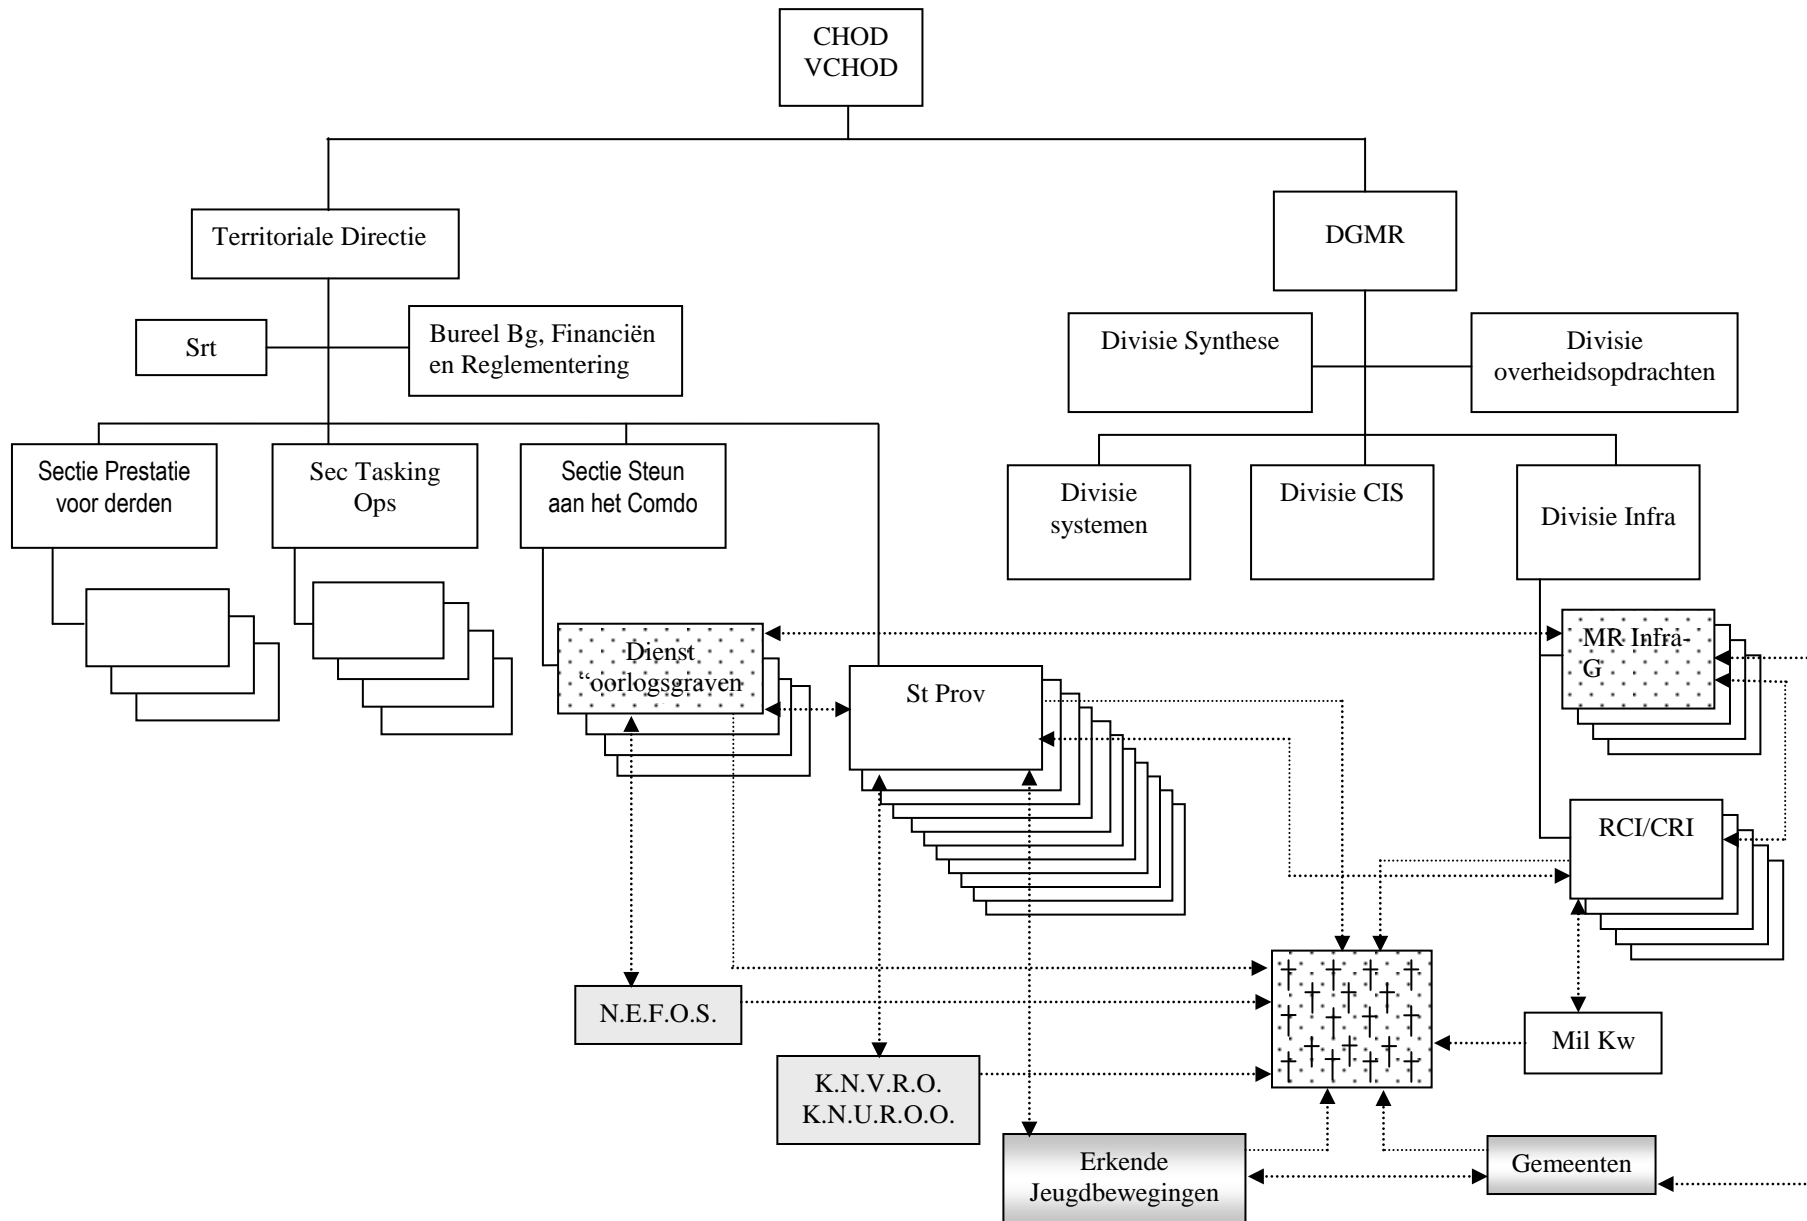 CHOD
VCHOD
Territoriale Directie
DGMR
Srt
Bureel Bg, Financiën
en Reglementering
Divisie Synthese
Divisie
overheidsopdrachten
Sectie Prestatie
voor derden
Sec Tasking
Ops
Sectie Steun
aan het Comdo
Divisie
systemen
Divisie CIS
Divisie Infra
Dienst
“oorlogsgraven
St Prov
MR Infra-
G
RCI/CRI
N.E.F.O.S.
Mil Kw
K.N.V.R.O.
K.N.U.R.O.O.
Erkende
Jeugdbewegingen
Gemeenten